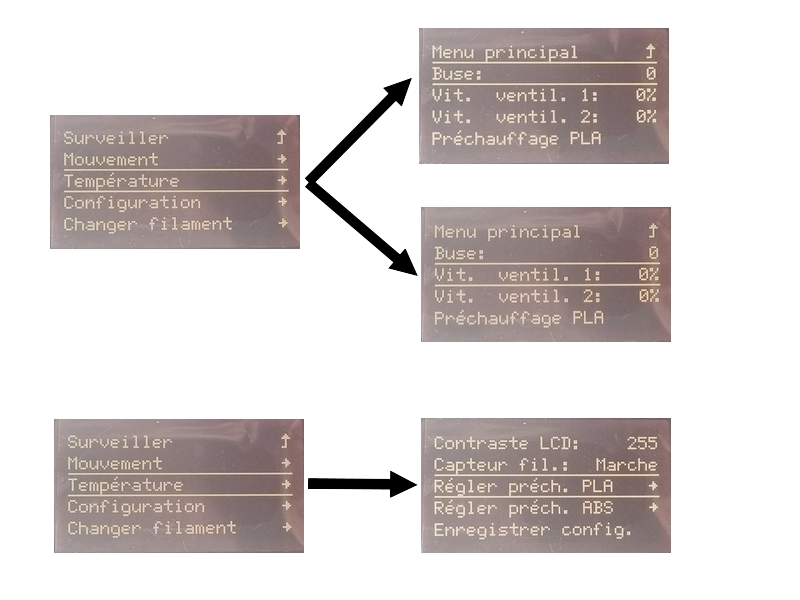 Surveiller
Mouvement
Température
Configuration
Changer filament
Menu principal
Buse: 0
Vit. ventil. 1: 0%
Vit. ventil. 2: 0%
Préchauffage PLA
Menu principal
Buse: 0
Vit. ventil. 1: 0%
Vit. ventil. 2: 0%
Préchauffage PLA
Surveiller
Mouvement
Température
Configuration
Changer filament
Contraste LCD: 255
Capteur fil.: Marche
Régler préch. PLA
Régler préch. ABS
Enregistrer config.